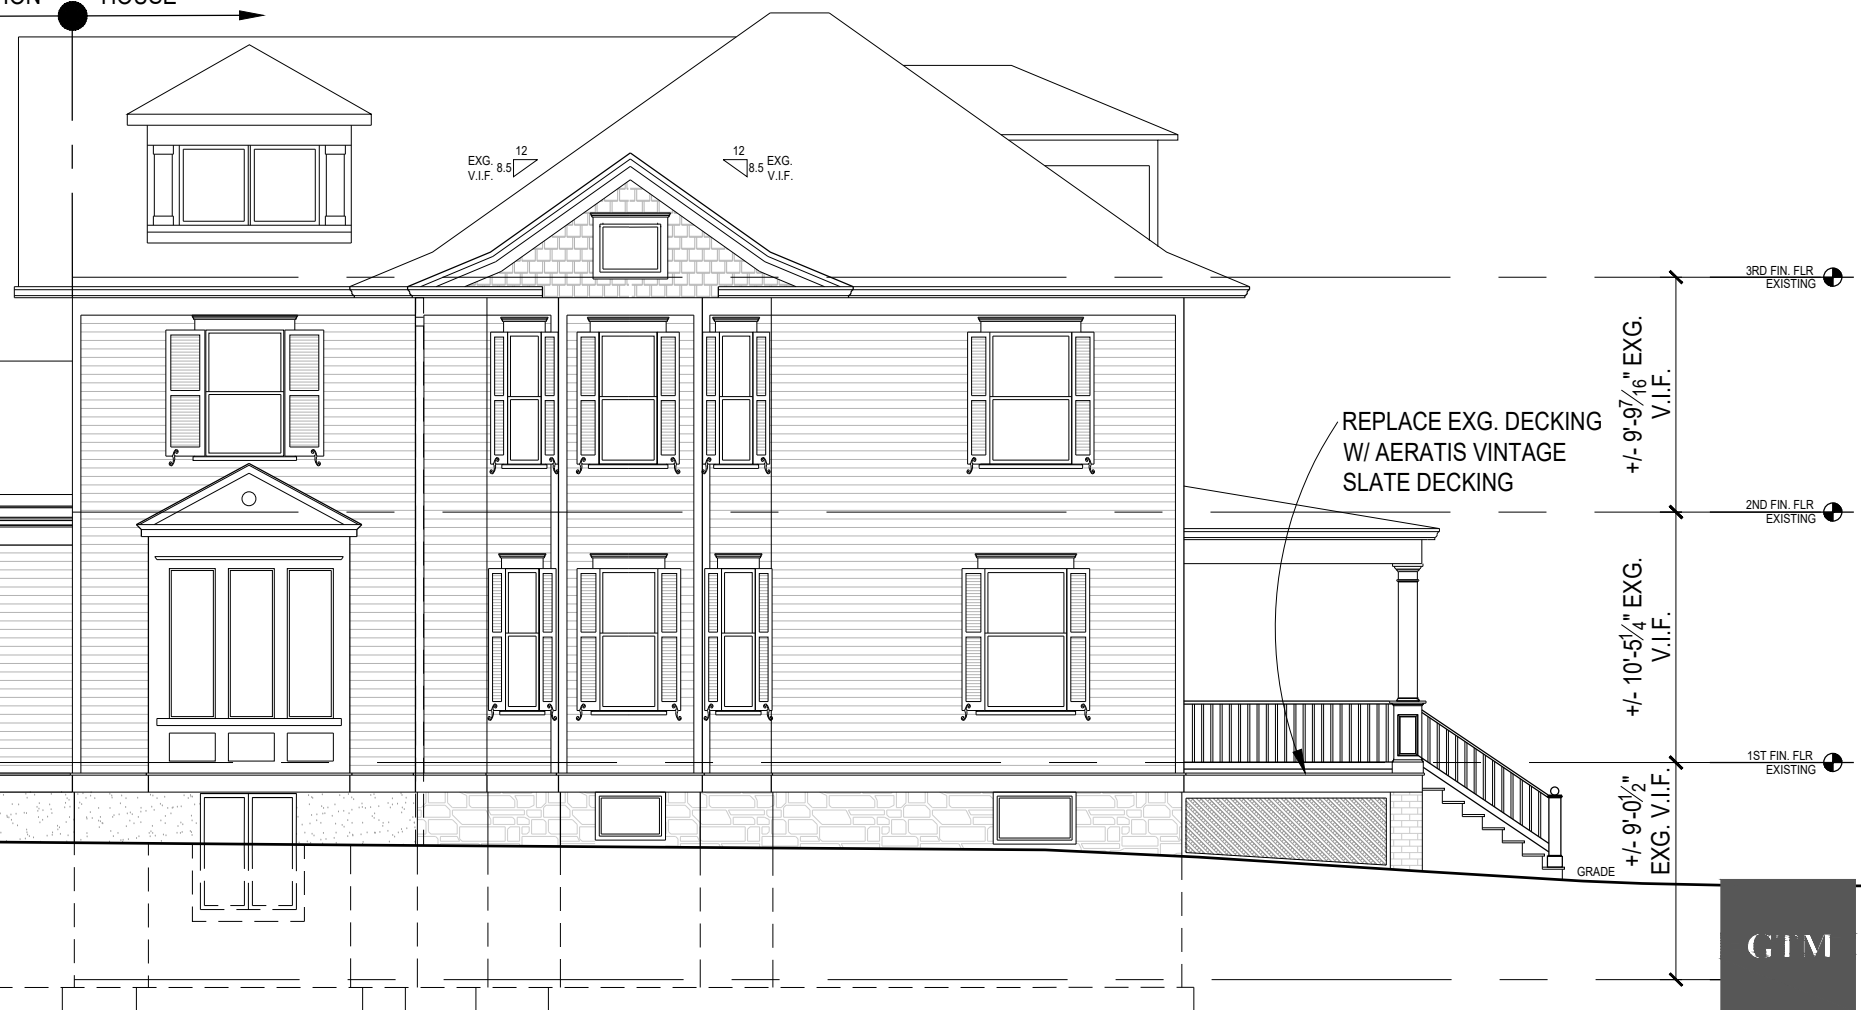 HOUSE
12
EXG. 8.5
V.I.F.
12
8.5 EXG.
V.I.F.
3RD FIN. FLR
EXISTING
+/- 9'-9 7/16" EXG.
V.I.F.
REPLACE EXG. DECKING
W/ AERATIS VINTAGE
SLATE DECKING
2ND FIN. FLR
EXISTING
+/- 10'-5 1/4" EXG.
V.I.F.
1ST FIN. FLR
EXISTING
+/- 9'-0 1/2"
EXG. V.I.F.
GRADE
GTM